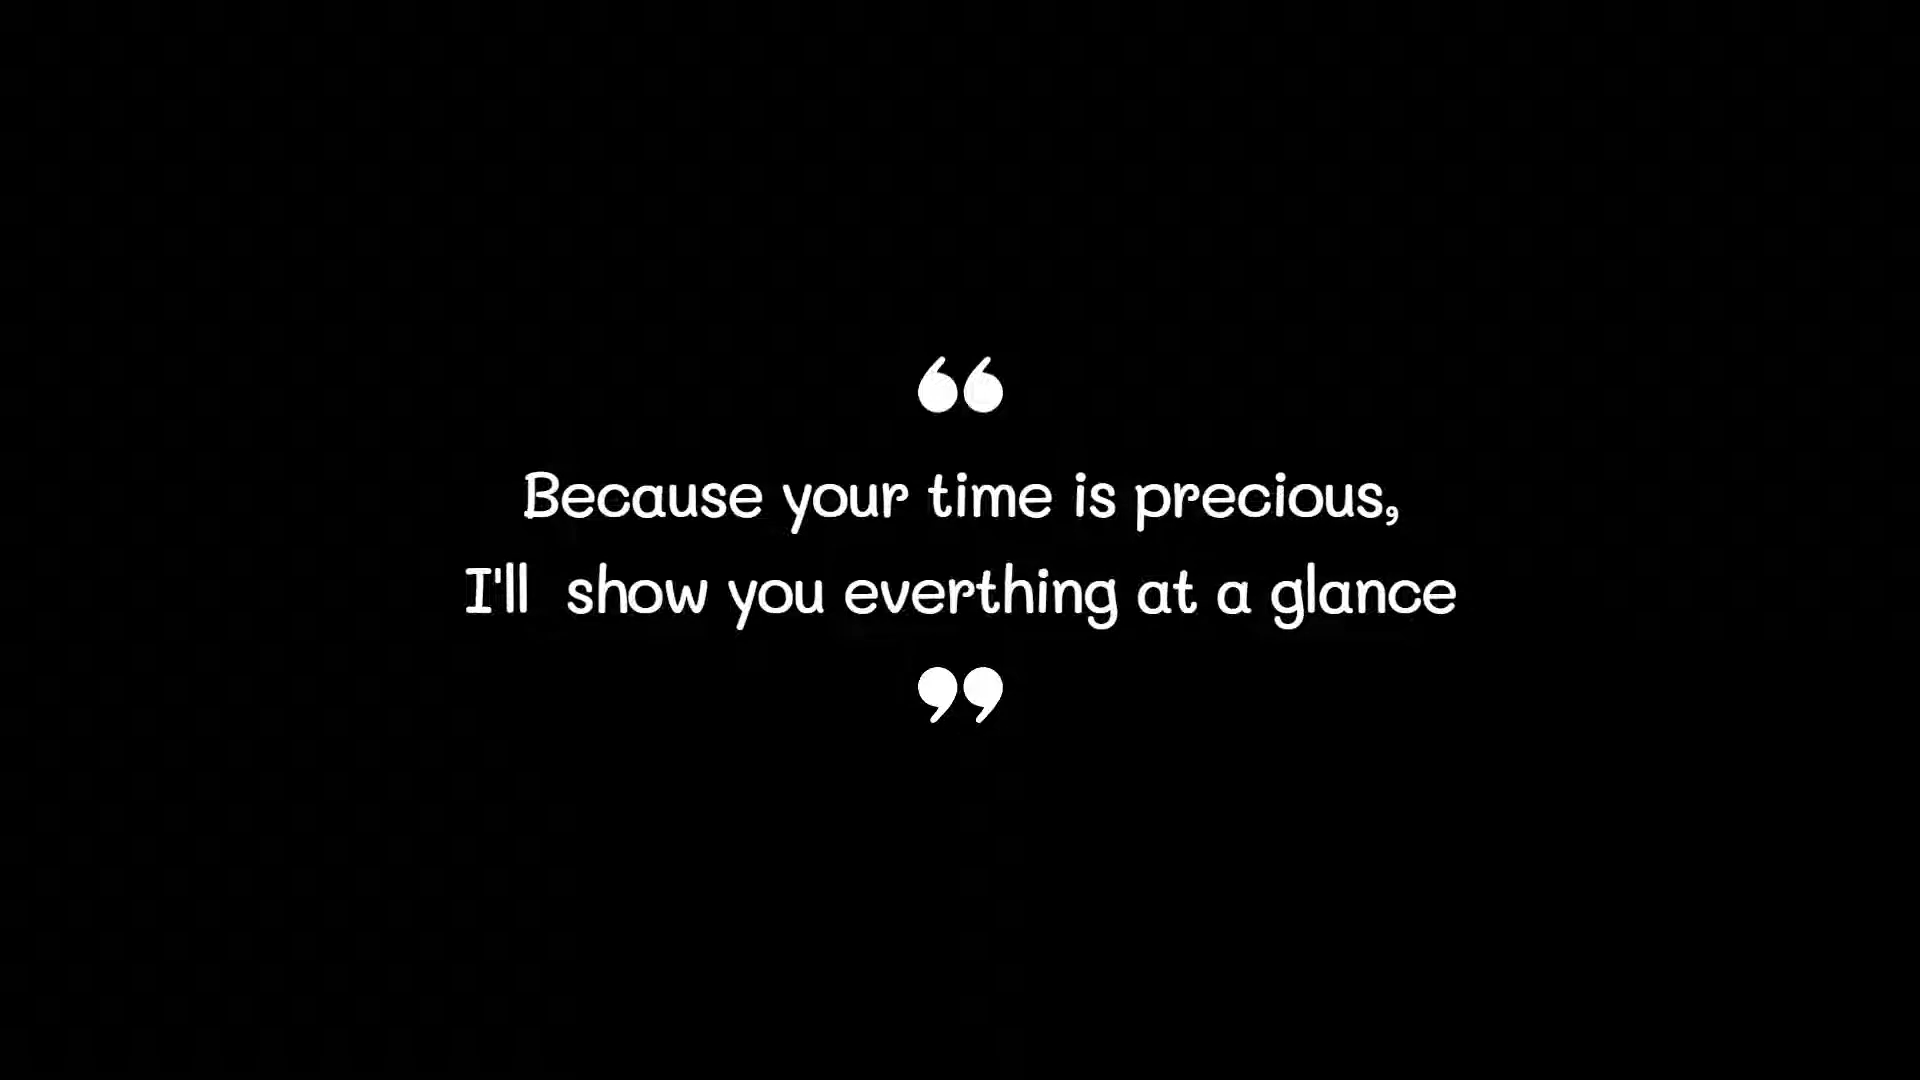 “
Because your time is precious,
I'll  show you everthing at a glance
”